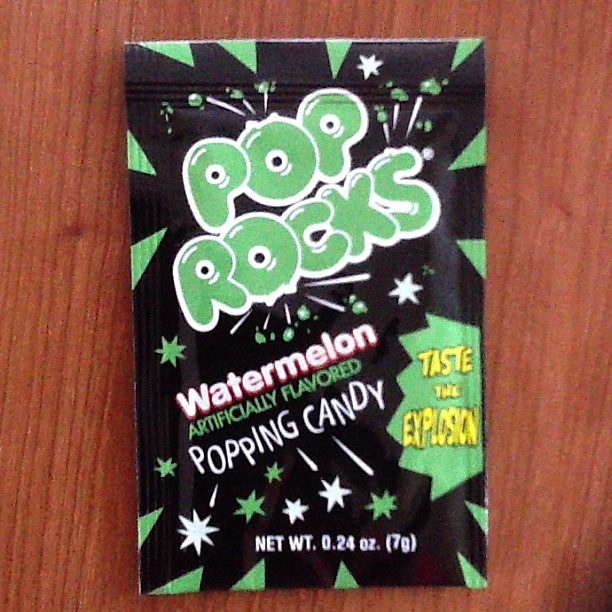 POP
ROCKS®
Watermelon
ARTIFICIALLY FLAVORED
POPPING CANDY
TASTE
THE
EXPLOSION
NET WT. 0.24 oz. (7g)